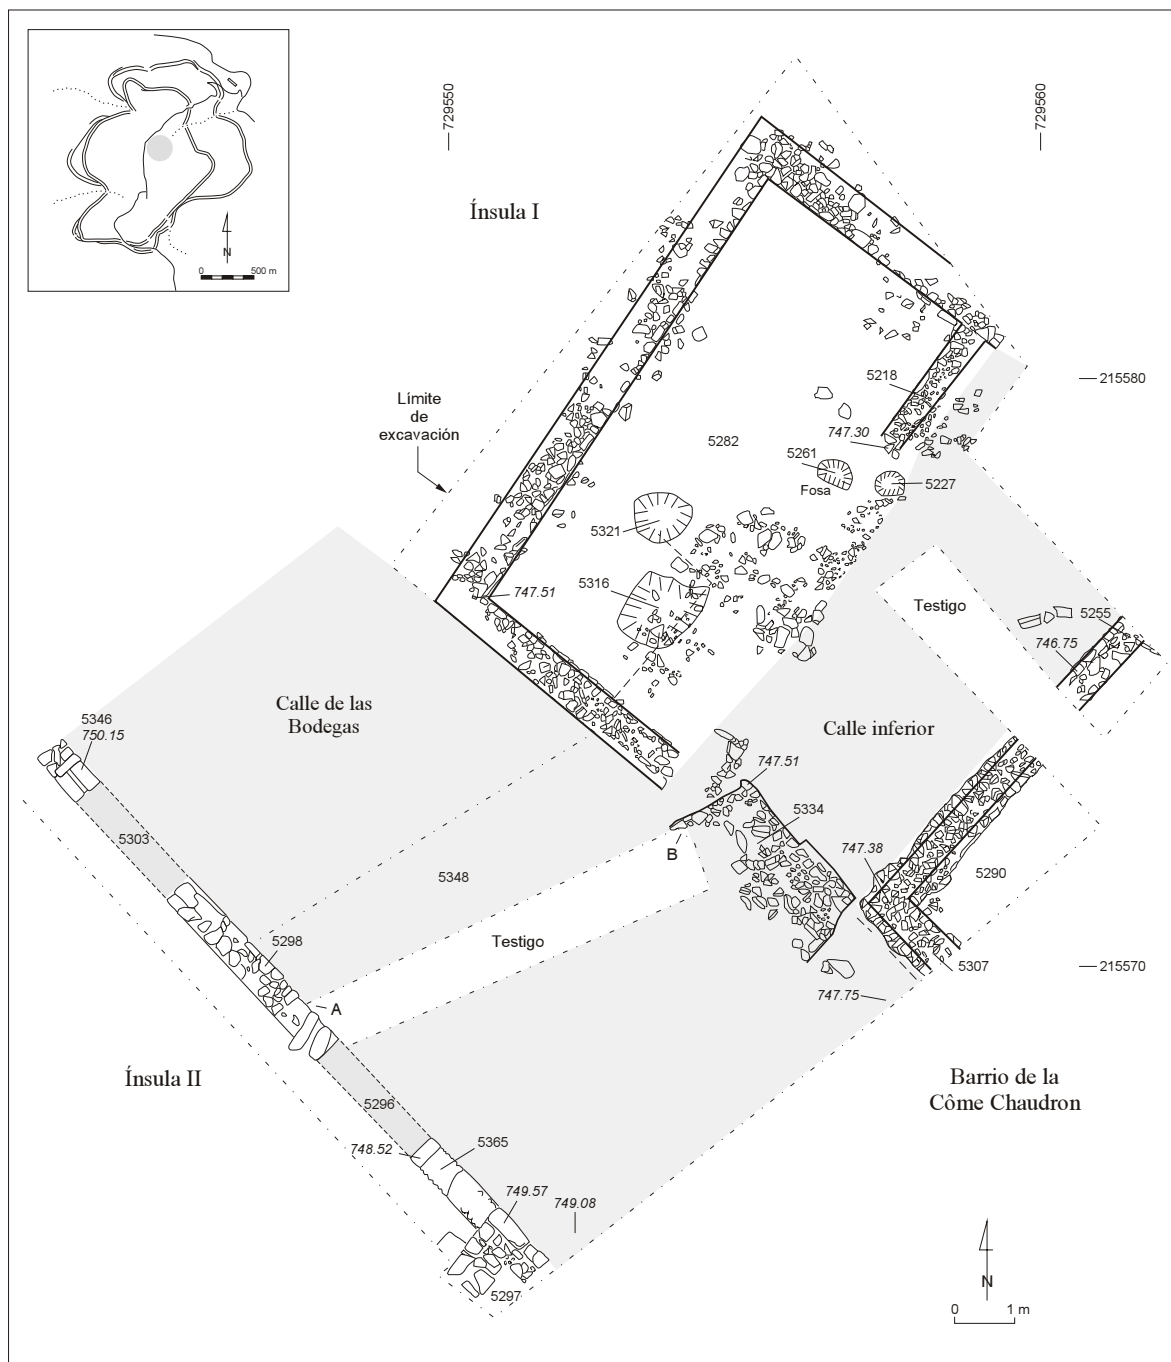 N
0 500 m
729550
729560
Ínsula I
215580
5218
Límite
de
excavación
747.30
5282
5261
Fosa
5227
5321
5316
747.51
Testigo
5255
746.75
Calle de las
Bodegas
Calle inferior
5346
750.15
747.51
5334
5303
B
747.38
5290
5348
Testigo
5298
5307
215570
747.75
A
Ínsula II
Barrio de la
Côme Chaudron
5296
5365
748.52
749.57
749.08
5297
N
0 1 m